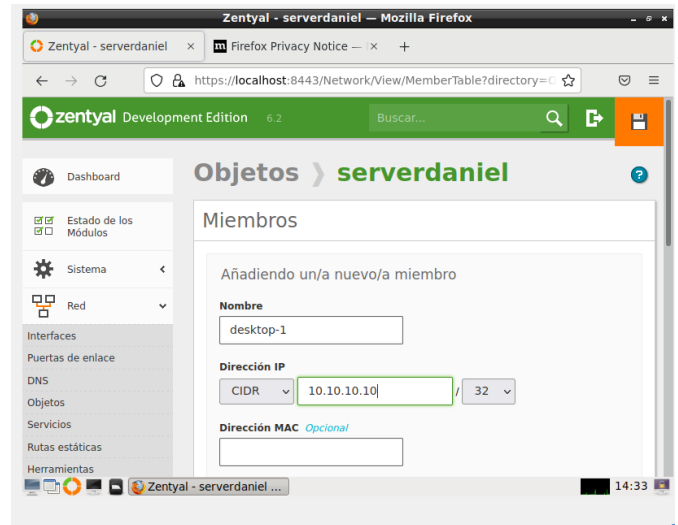 Zentyal - serverdaniel — Mozilla Firefox
Zentyal - serverdaniel
Firefox Privacy Notice —
https://localhost:8443/Network/View/MemberTable?directory=
zentyal Development Edition 6.2
Buscar...
Dashboard
Estado de los
Módulos
Sistema
Red
Interfaces
Puertas de enlace
DNS
Objetos
Servicios
Rutas estáticas
Herramientas
Objetos serverdaniel
Miembros
Añadiendo un/a nuevo/a miembro
Nombre
desktop-1
Dirección IP
CIDR 10.10.10.10 / 32
Dirección MAC Opcional
Zentyal - serverdaniel ...
14:33